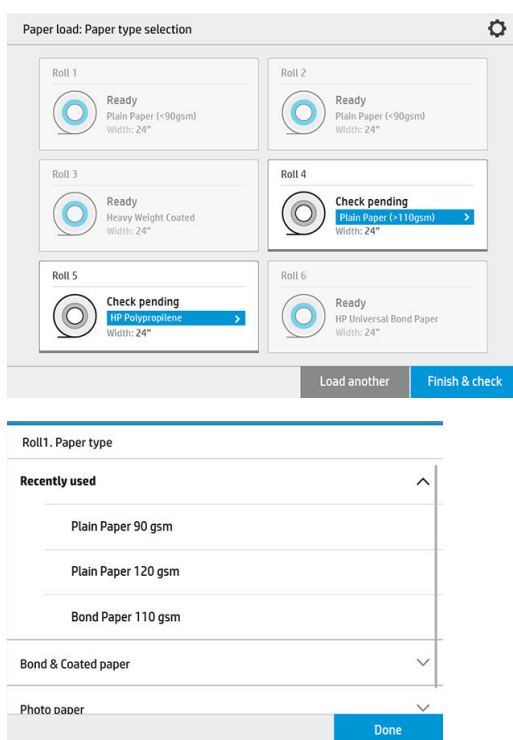 Paper load: Paper type selection
Roll 1
Ready
Plain Paper (<90gsm)
Width: 24"
Roll 2
Ready
Plain Paper (<90gsm)
Width: 24"
Roll 3
Ready
Heavy Weight Coated
Width: 24"
Roll 4
Check pending
Plain Paper (>110gsm)
Width: 24"
Roll 5
Check pending
HP Polypropilene
Width: 24"
Roll 6
Ready
HP Universal Bond Paper
Width: 24"
Load another
Finish & check
Roll1. Paper type
Recently used
Plain Paper 90 gsm
Plain Paper 120 gsm
Bond Paper 110 gsm
Bond & Coated paper
Photo paper
Done